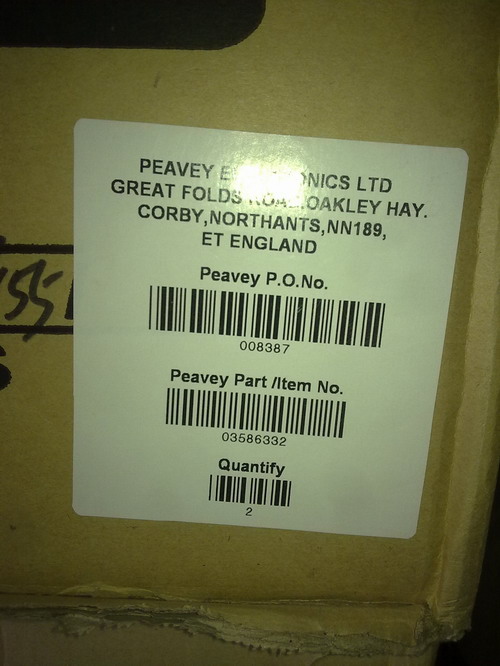 PEAVEY LTD
GREAT FOLDS OAKLEY HAY.
CORBY,NORTHANTS,NN189,
ET ENGLAND
Peavey P.O.No.
008387
Peavey Part /Item No.
03586332
Quantify
2
55